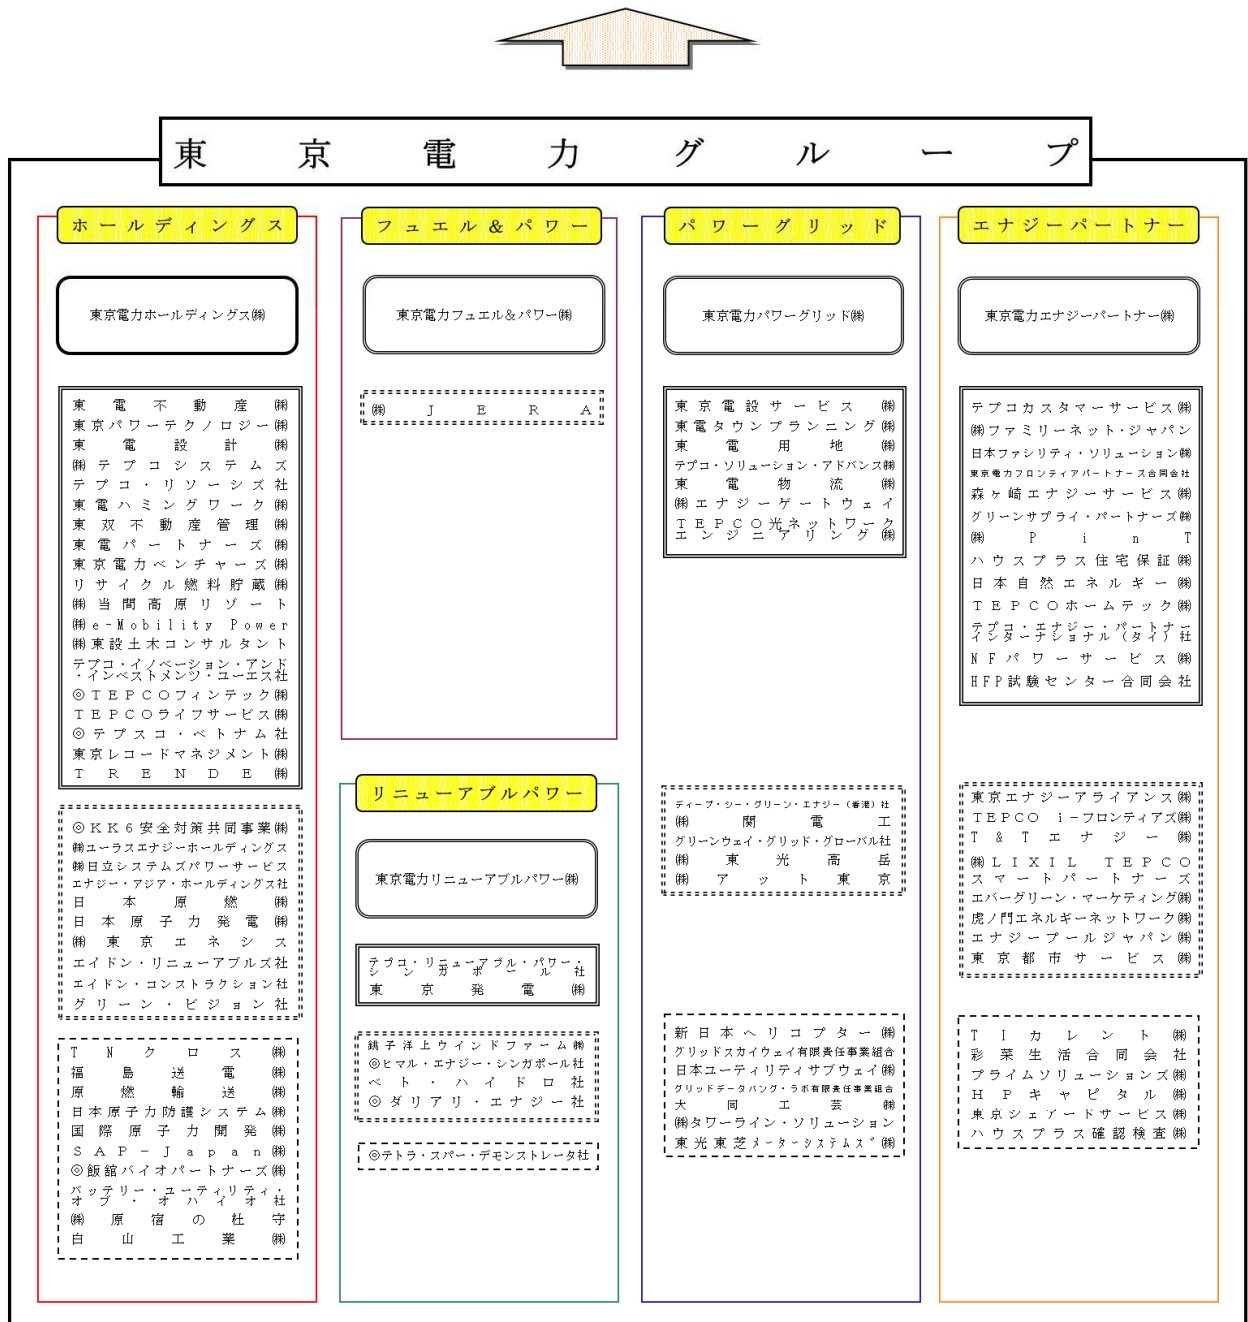 東京電力グループ
ホールディングス
東京電力ホールディングス㈱
東電不動産㈱
東京パワーテクノロジー㈱
東電設計㈱
㈱テプコシステムズ
テプコ・リソーシズ社
東電ハミングワーク㈱
東双不動産管理㈱
東電パートナーズ㈱
東京電力ベンチャーズ㈱
リサイクル燃料貯蔵㈱
㈱当間高原リゾート
㈱e-Mobility Power
㈱東設土木コンサルタント
テプコ・イノベーション・アンド
・インベストメンツ・ユーエス社
◎TEPCOフィンテック㈱
TEPCOライフサービス㈱
◎テプスコ・ベトナム社
東京レコードマネジメント㈱
TRENDE㈱
◎KK6安全対策共同事業㈱
㈱ユーラスエナジーホールディングス
㈱日立システムズパワーサービス
エナジー・アジア・ホールディングス社
日本原燃㈱
日本原子力発電㈱
㈱東京エネシス
エイドン・リニューアブルズ社
エイドン・コンストラクション社
グリーン・ビジョン社
TNクロス㈱
福島送電㈱
原燃輸送㈱
日本原子力防護システム㈱
国際原子力開発㈱
SAP-Japan㈱
◎飯舘バイオパートナーズ㈱
バッテリー・ユーティリティ・
オブ・オハイオ社
㈱原宿の杜守
白山工業㈱
フュエル＆パワー
東京電力フュエル＆パワー㈱
㈱JERA
リニューアブルパワー
東京電力リニューアブルパワー㈱
テプコ・リニューアブル・パワー・
シンガポール社
東京発電㈱
銚子洋上ウインドファーム㈱
◎ヒマル・エナジー・シンガポール社
ベト・ハイドロ社
◎ダリアリ・エナジー社
◎テトラ・スパー・デモンストレータ社
パワーグリッド
東京電力パワーグリッド㈱
東京電設サービス㈱
東電タウンプランニング㈱
東電用地㈱
テプコ・ソリューション・アドバンス㈱
東電物流㈱
㈱エナジーゲートウェイ
TEPCO光ネットワーク
エンジニアリング㈱
ディープ・シー・グリーン・エナジー（香港）社
㈱関電工
グリーンウェイ・グリッド・グローバル社
㈱東光高岳
㈱アット東京
新日本ヘリコプター㈱
グリッドスカイウェイ有限責任事業組合
日本ユーティリティサブウェイ㈱
グリッドデータバンク・ラボ有限責任事業組合
大同工芸㈱
㈱タワーライン・ソリューション
東光東芝メーターシステムズ㈱
エナジーパートナー
東京電力エナジーパートナー㈱
テプコカスタマーサービス㈱
㈱ファミリーネット・ジャパン
日本ファシリティ・ソリューション㈱
東京電力フロンティアパートナーズ合同会社
森ヶ崎エナジーサービス㈱
グリーンサプライ・パートナーズ㈱
㈱PinT
ハウスプラス住宅保証㈱
日本自然エネルギー㈱
TEPCOホームテック㈱
テプコ・エナジー・パートナー
インターナショナル（タイ）社
NFパワーサービス㈱
HFP試験センター合同会社
東京エナジーアライアンス㈱
TEPCO i-フロンティアズ㈱
T&Tエナジー㈱
㈱LIXIL TEPCO
スマートパートナーズ
エバーグリーン・マーケティング㈱
虎ノ門エネルギーネットワーク㈱
エナジープールジャパン㈱
東京都市サービス㈱
TIカレント㈱
彩菜生活合同会社
プライムソリューションズ㈱
HPキャピタル㈱
東京シェアードサービス㈱
ハウスプラス確認検査㈱